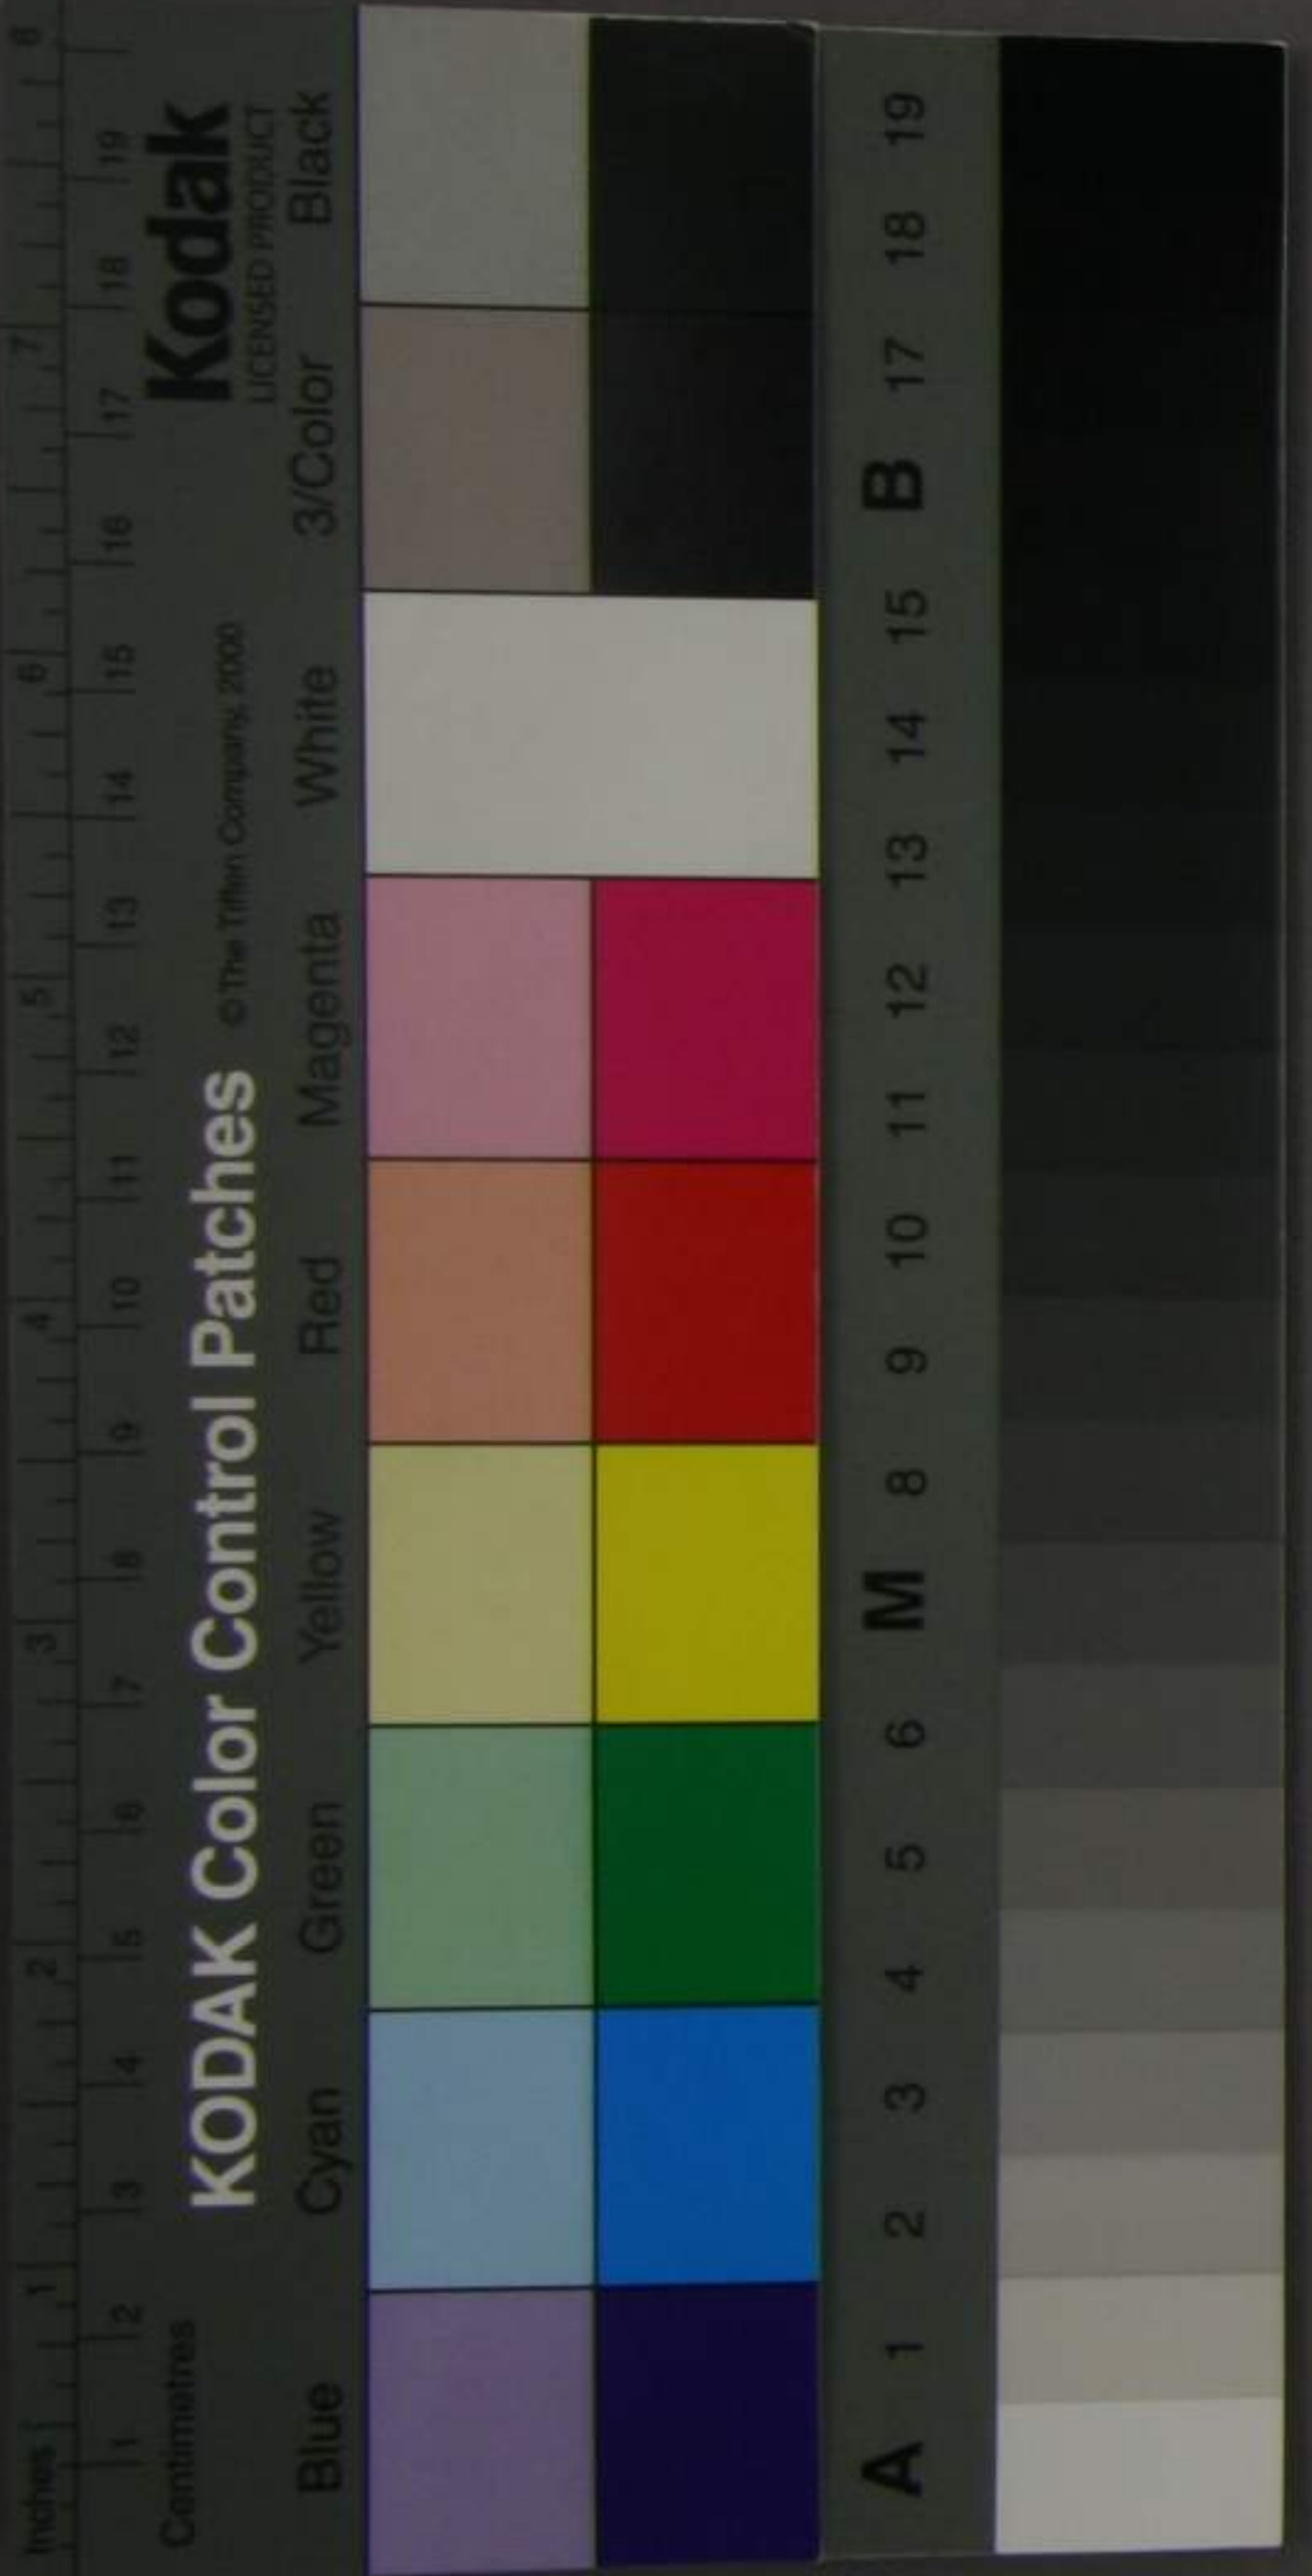 Inches 1 2 3 4 5 6 7 8
Centimetres 1 2 3 4 5 6 7 8 9 10 11 12 13 14 15 16 17 18 19
KODAK Color Control Patches © The Tiffen Company, 2000 Kodak
LICENSED PRODUCT
Blue Cyan Green Yellow Red Magenta White 3/Color Black
A 1 2 3 4 5 6 M 8 9 10 11 12 13 14 15 B 17 18 19